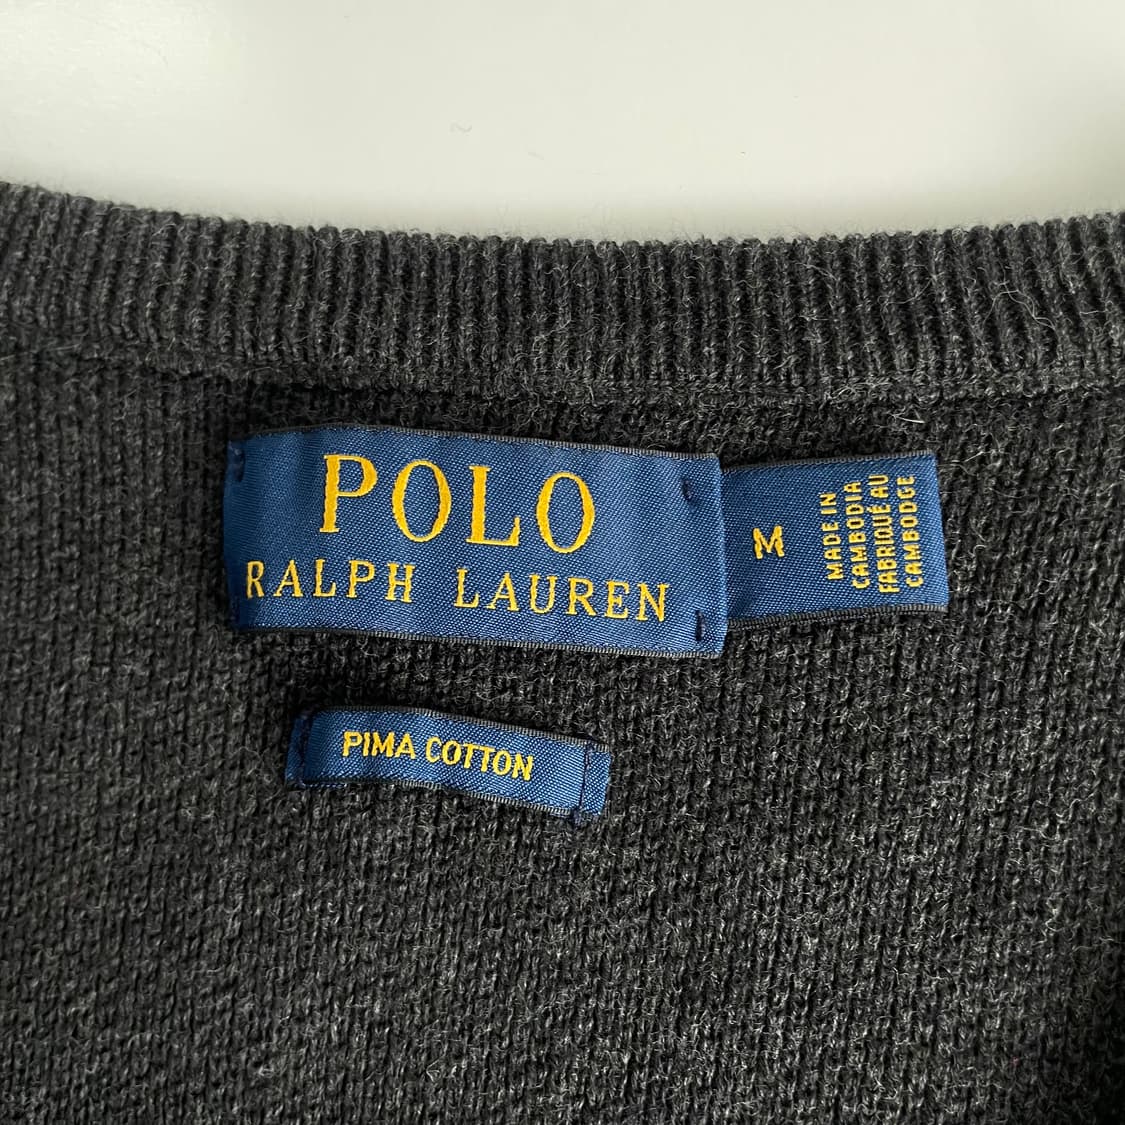 POLO
RALPH LAUREN
M
MADE IN
CAMBODIA
FABRIQUÉ AU
CAMBODGE
PIMA COTTON